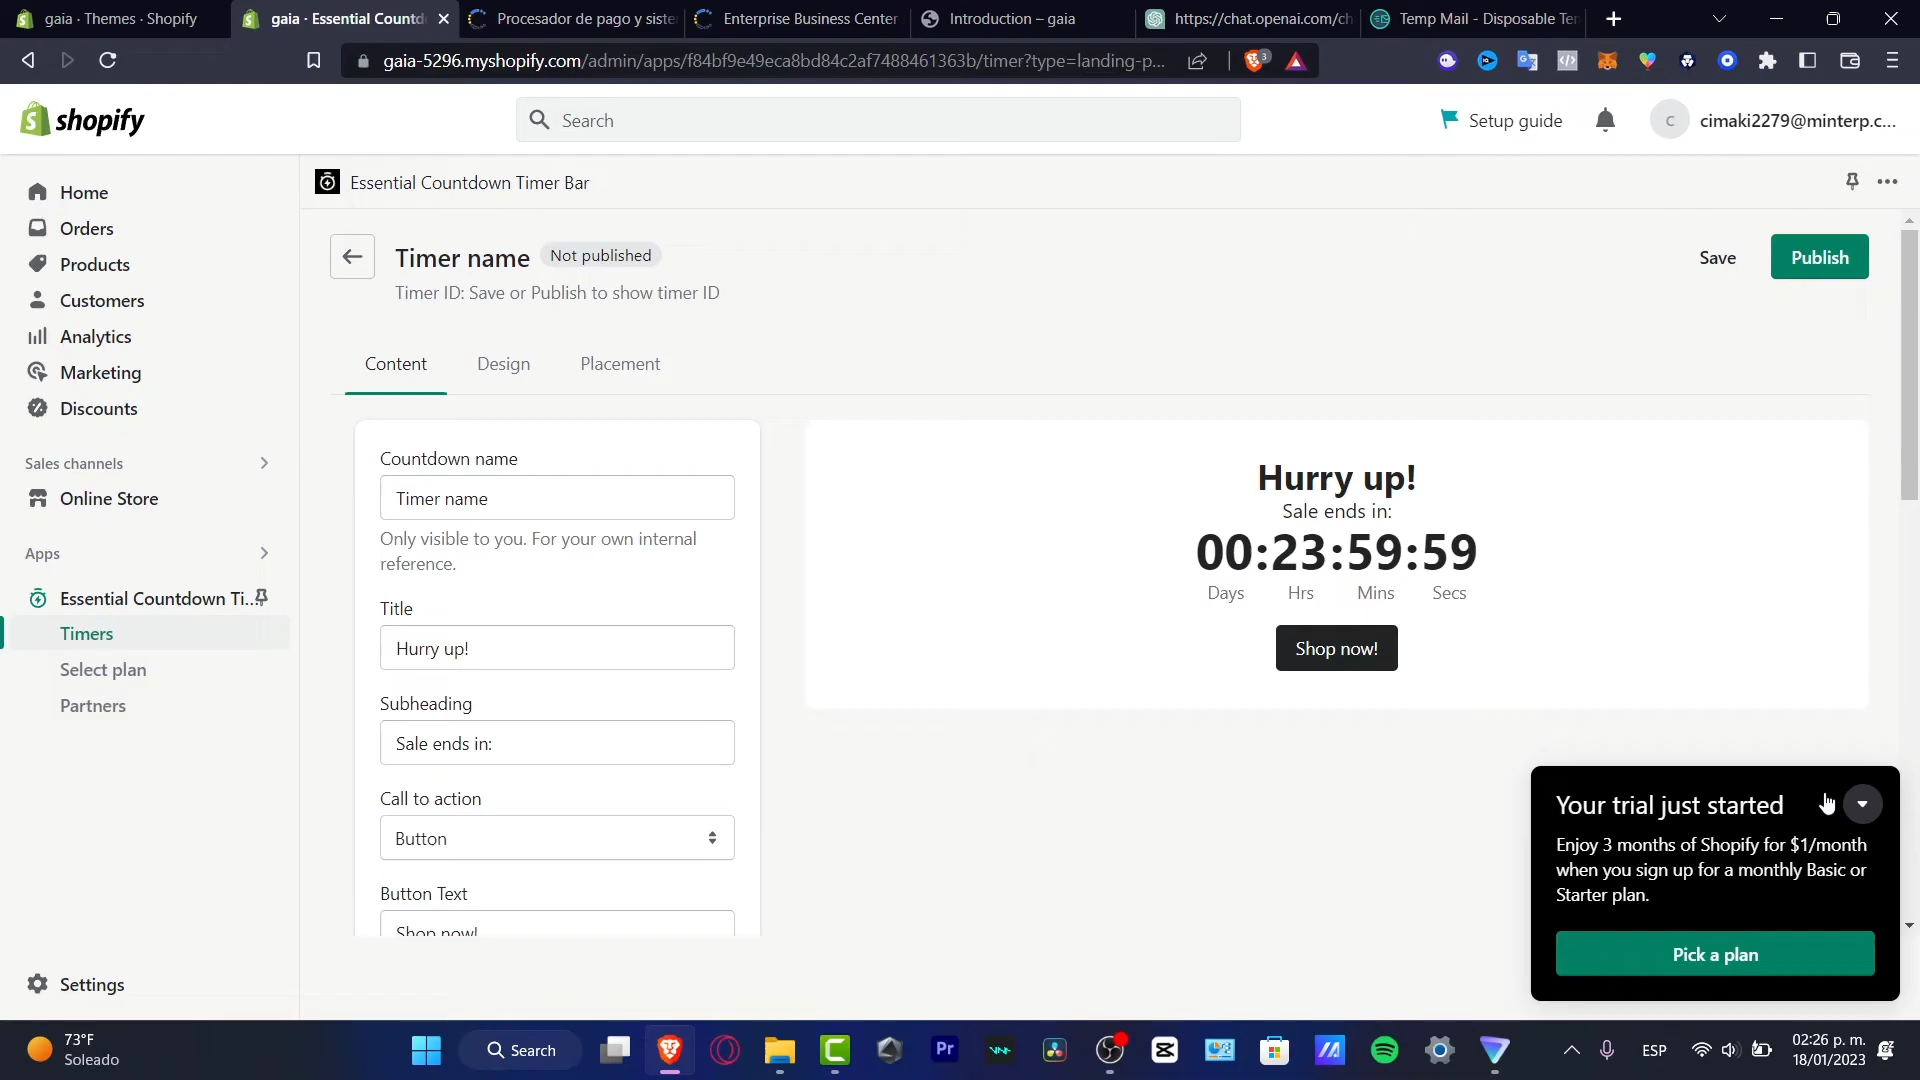 gaia · Themes · Shopify
gaia · Essential Countd
Procesador de pago y siste
Enterprise Business Center
Introduction – gaia
https://chat.openai.com/ch
Temp Mail - Disposable Ten
gaia-5296.myshopify.com/admin/apps/f84bf9e49eca8bd84c2af7488461363b/timer?type=landing-p...
3
shopify
Search
Setup guide
c
cimaki2279@minterp.c...
Home
Orders
Products
Customers
Analytics
Marketing
Discounts
Sales channels
Online Store
Apps
Essential Countdown Ti...
Timers
Select plan
Partners
Settings
Essential Countdown Timer Bar
Timer name
Not published
Timer ID: Save or Publish to show timer ID
Save
Publish
Content
Design
Placement
Countdown name
Timer name
Only visible to you. For your own internal
reference.
Title
Hurry up!
Subheading
Sale ends in:
Call to action
Button
Button Text
Shop now!
Hurry up!
Sale ends in:
00:23:59:59
Days Hrs Mins Secs
Shop now!
Your trial just started
Enjoy 3 months of Shopify for $1/month
when you sign up for a monthly Basic or
Starter plan.
Pick a plan
73°F
Soleado
Search
Pr
ESP
02:26 p. m.
18/01/2023